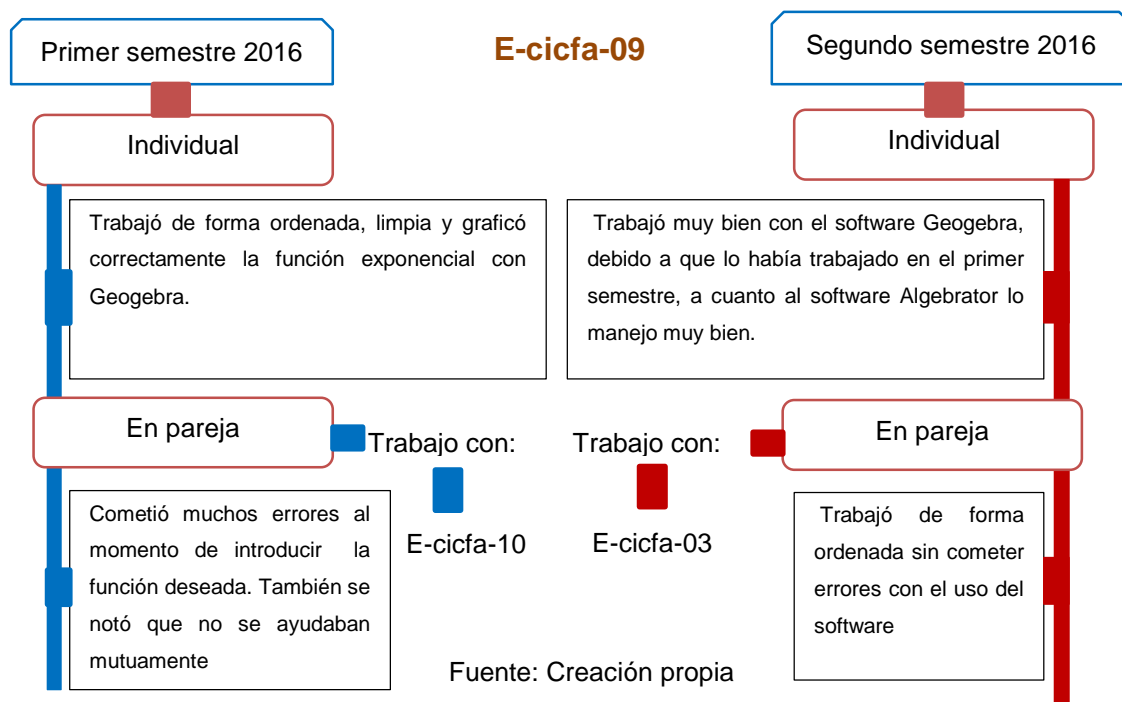 Primer semestre 2016
E-cicfa-09
Segundo semestre 2016
Individual
Individual
Trabajó de forma ordenada, limpia y graficó
correctamente la función exponencial con
Geogebra.
Trabajó muy bien con el software Geogebra,
debido a que lo había trabajado en el primer
semestre, a cuanto al software Algebrator lo
manejo muy bien.
En pareja
Trabajo con:
Trabajo con:
En pareja
E-cicfa-10
E-cicfa-03
Cometió muchos errores al
momento de introducir la
función deseada. También se
notó que no se ayudaban
mutuamente
Trabajó de forma
ordenada sin cometer
errores con el uso del
software
Fuente: Creación propia